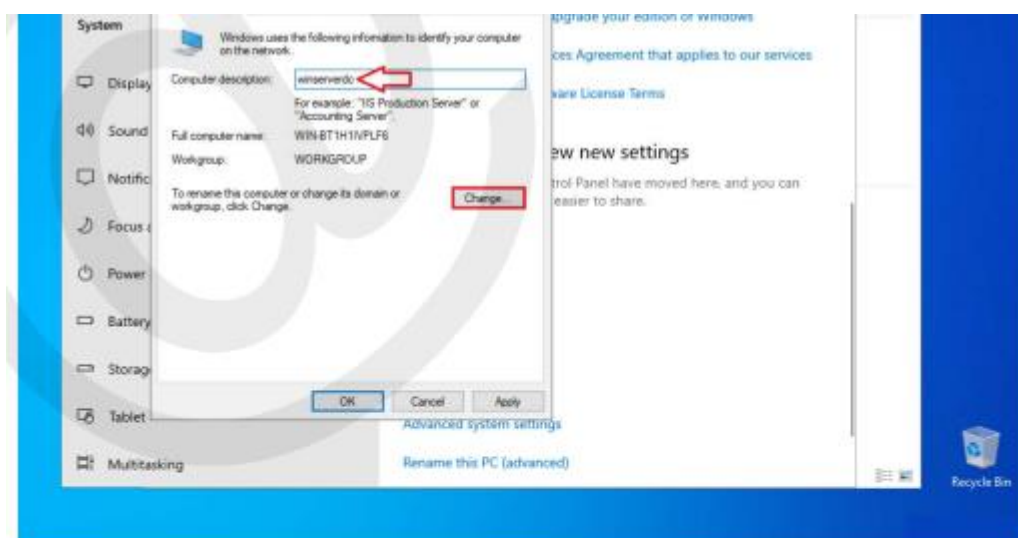 System
Display
Sound
Notific
Focus
Power
Battery
Storag
Tablet
Multitasking
Windows uses the following information to identify your computer
on the network.
Computer description:
For example: "IIS Production Server" or
"Accounting Server".
Full computer name:
WIN-BT1H1IVPLF6
Workgroup:
WORKGROUP
To rename this computer or change its domain or
workgroup, click Change.
Change...
OK
Cancel
Apply
upgrade your edition of Windows
ces Agreement that applies to our services
ware License Terms
ew new settings
trol Panel have moved here, and you can
easier to share.
Advanced system settings
Rename this PC (advanced)
Recycle Bin